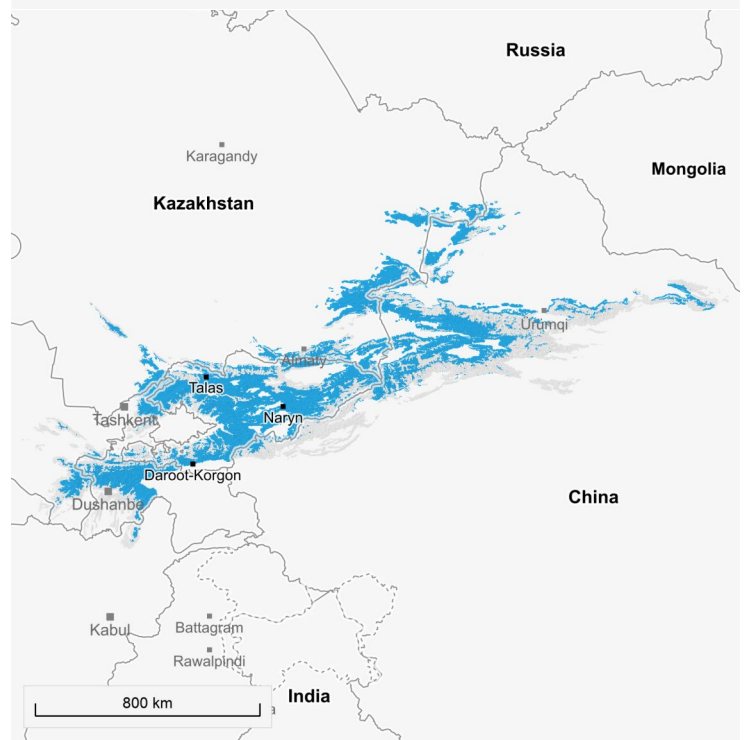 Russia
Karagandy
Mongolia
Kazakhstan
Urumqi
Almaty
Talas
Tashkent
Naryn
Daroot-Korgon
Dushanbe
China
Kabul
Battagram
Rawalpindi
India
800 km